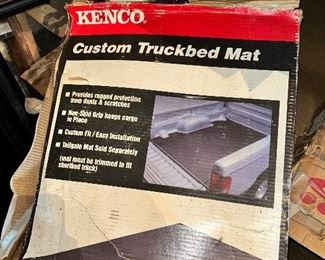 KENCO.
Custom Truckbed Mat
Provides rugged protection
from dents & scratches
Non-Skid Grip keeps cargo
in Place
Custom Fit / Easy Installation
Tailgate Mat Sold Separately
(mat must be trimmed to fit
shortbed truck)